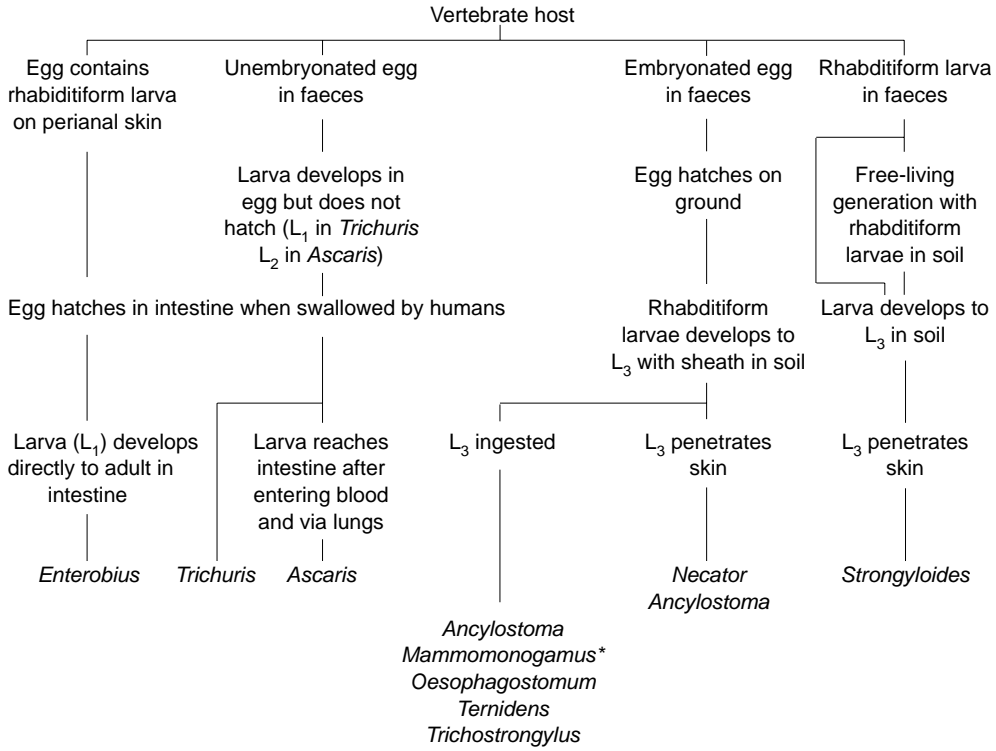 Vertebrate host
Egg contains
rhabiditiform larva
on perianal skin
Unembryonated egg
in faeces
Embryonated egg
in faeces
Rhabditiform larva
in faeces
Larva develops in
egg but does not
hatch (L1 in Trichuris
L2 in Ascaris)
Egg hatches on
ground
Free-living
generation with
rhabditiform
larvae in soil
Egg hatches in intestine when swallowed by humans
Rhabditiform
larvae develops to
L3 with sheath in soil
Larva develops to
L3 in soil
Larva (L1) develops
directly to adult in
intestine
Larva reaches
intestine after
entering blood
and via lungs
L3 ingested
L3 penetrates
skin
L3 penetrates
skin
Enterobius
Trichuris
Ascaris
Necator
Ancylostoma
Strongyloides
Ancylostoma
Mammomonogamus*
Oesophagostomum
Ternidens
Trichostrongylus